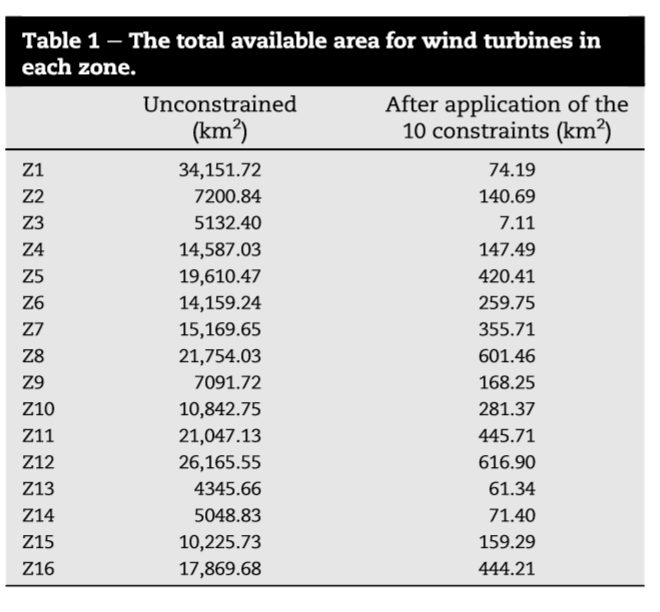 Table 1 – The total available area for wind turbines in
each zone.
Unconstrained After application of the
(km²) 10 constraints (km²)
Z1 34,151.72 74.19
Z2 7200.84 140.69
Z3 5132.40 7.11
Z4 14,587.03 147.49
Z5 19,610.47 420.41
Z6 14,159.24 259.75
Z7 15,169.65 355.71
Z8 21,754.03 601.46
Z9 7091.72 168.25
Z10 10,842.75 281.37
Z11 21,047.13 445.71
Z12 26,165.55 616.90
Z13 4345.66 61.34
Z14 5048.83 71.40
Z15 10,225.73 159.29
Z16 17,869.68 444.21